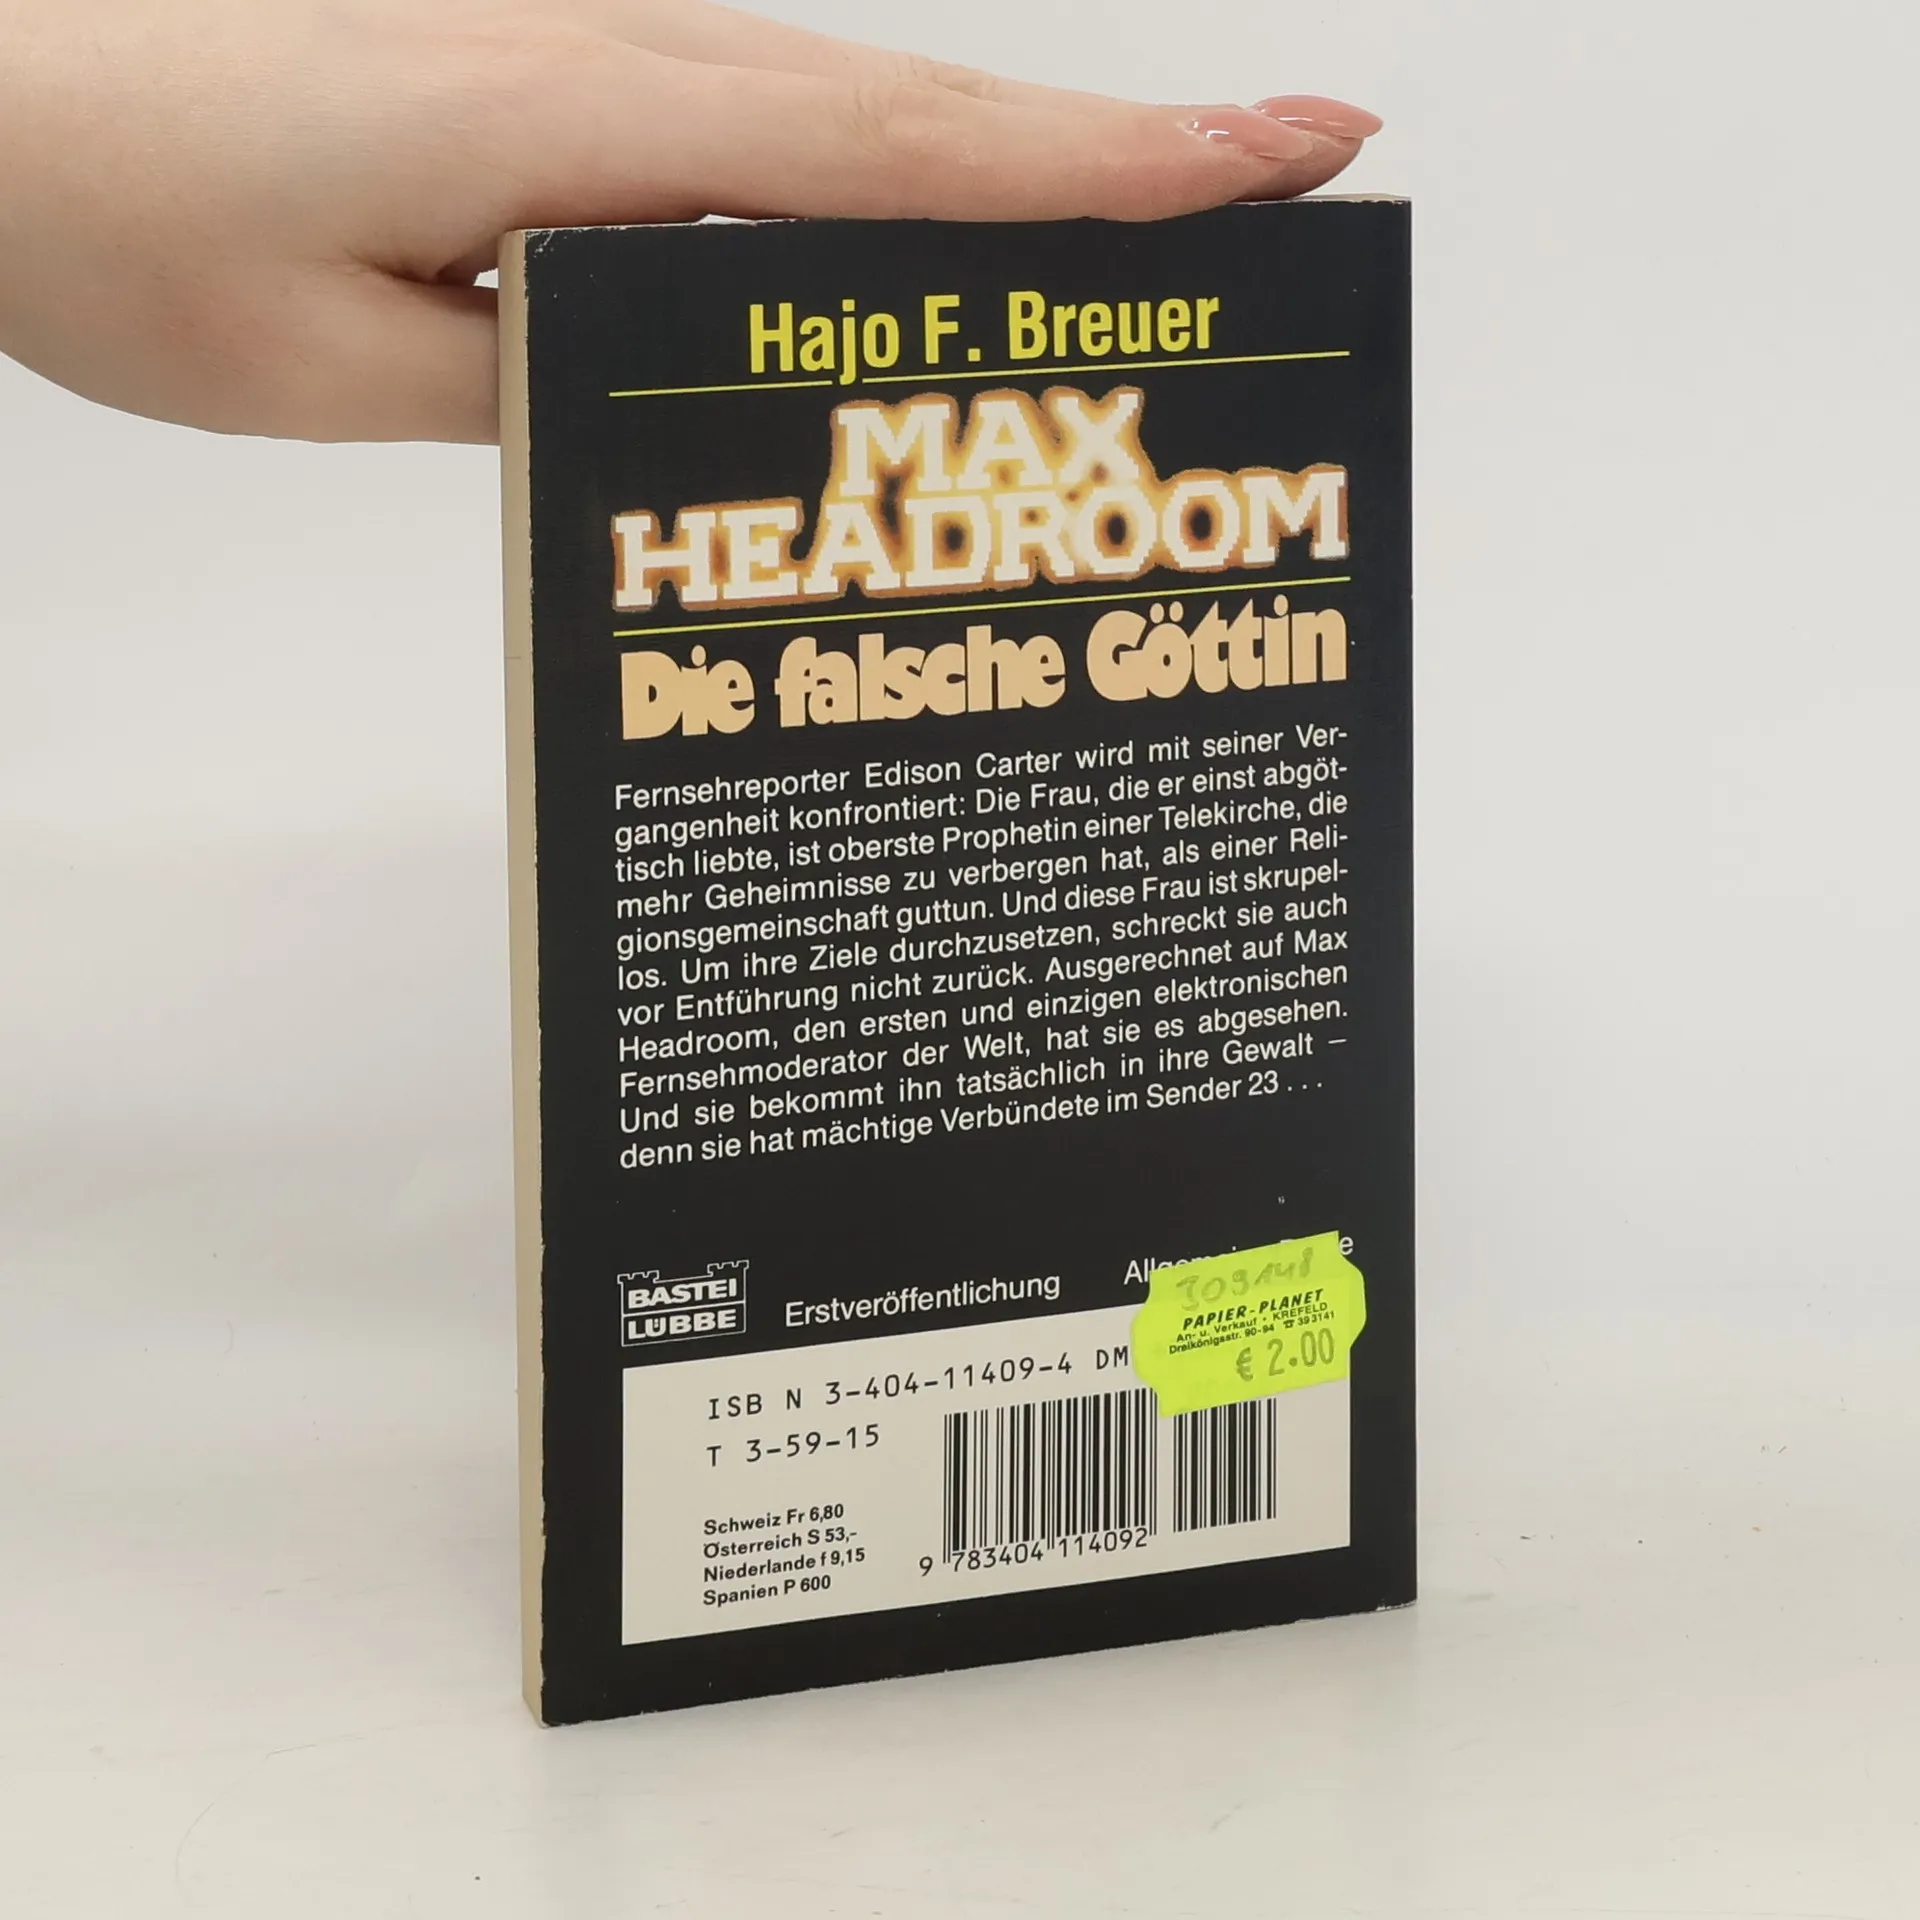 Hajo F. Breuer
MAX
HEADROOM
Die falsche Göttin
Fernsehreporter Edison Carter wird mit seiner Ver-
gangenheit konfrontiert: Die Frau, die er einst abgöt-
tisch liebte, ist oberste Prophetin einer Telekirche, die
mehr Geheimnisse zu verbergen hat, als einer Reli-
gionsgemeinschaft guttun. Und diese Frau ist skrupel-
los. Um ihre Ziele durchzusetzen, schreckt sie auch
vor Entführung nicht zurück. Ausgerechnet auf Max
Headroom, den ersten und einzigen elektronischen
Fernsehmoderator der Welt, hat sie es abgesehen.
Und sie bekommt ihn tatsächlich in ihre Gewalt –
denn sie hat mächtige Verbündete im Sender 23 . . .
BASTEI
LÜBBE
Erstveröffentlichung
309148
PAPIER-PLANET
An- u. Verkauf • KREFELD
Dreikönigsstr. 90-94 ☎ 393141
€ 2.00
ISB N 3-404-11409-4 DM
T 3-59-15
Schweiz Fr 6,80
Österreich S 53,-
Niederlande f 9,15
Spanien P 600
9 783404 114092